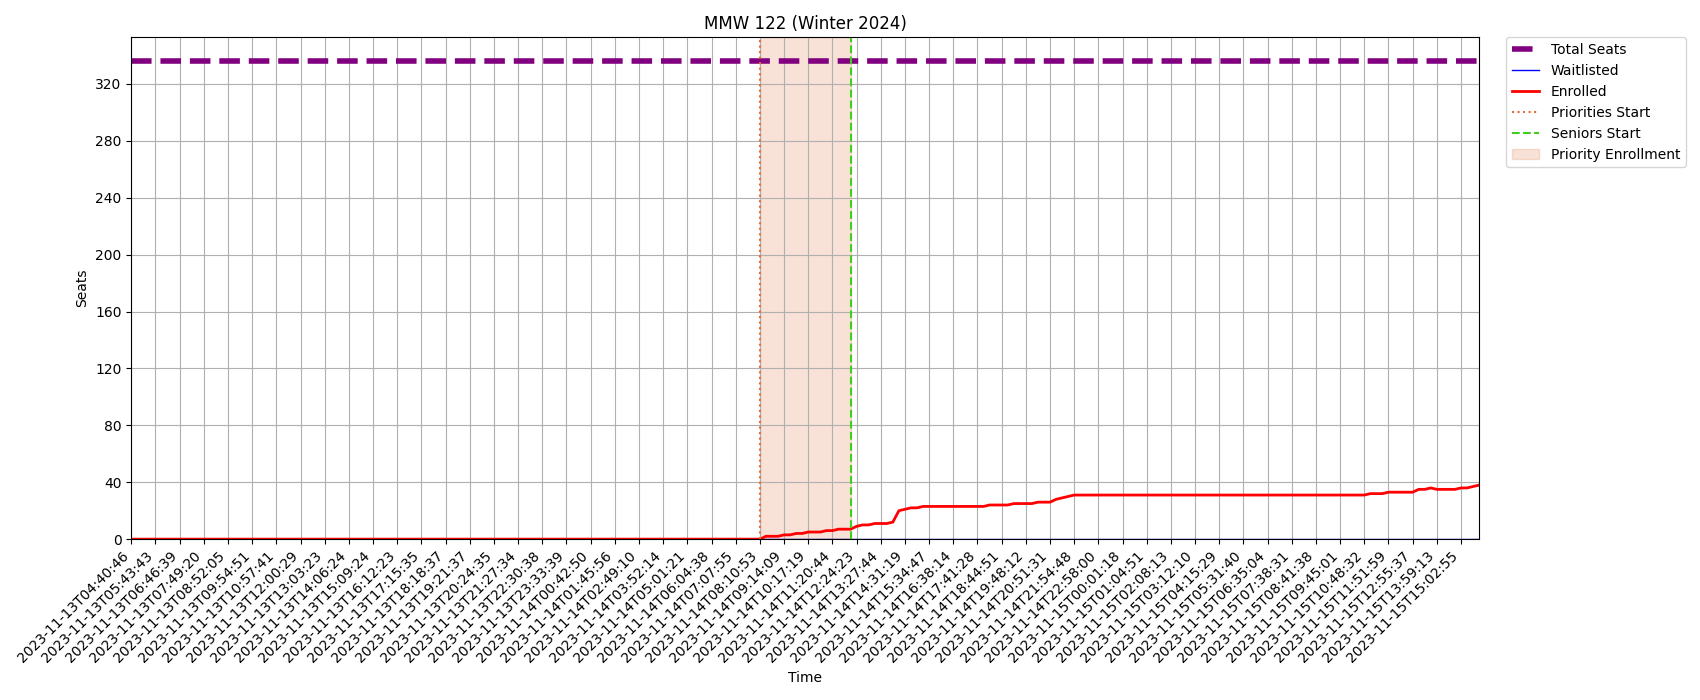 MMW 122 (Winter 2024)
Total Seats
Waitlisted
Enrolled
Priorities Start
Seniors Start
Priority Enrollment
Seats
320
280
240
200
160
120
80
40
0
2023-11-13T04:40:46
2023-11-13T05:43:43
2023-11-13T06:46:39
2023-11-13T07:49:20
2023-11-13T08:52:05
2023-11-13T09:54:51
2023-11-13T10:57:41
2023-11-13T12:00:29
2023-11-13T13:03:23
2023-11-13T14:06:24
2023-11-13T15:09:24
2023-11-13T16:12:23
2023-11-13T17:15:35
2023-11-13T18:18:37
2023-11-13T19:21:37
2023-11-13T20:24:35
2023-11-13T21:27:34
2023-11-13T22:30:38
2023-11-13T23:33:39
2023-11-14T00:42:50
2023-11-14T01:45:56
2023-11-14T02:49:10
2023-11-14T03:52:14
2023-11-14T05:01:21
2023-11-14T06:04:38
2023-11-14T07:07:55
2023-11-14T08:10:53
2023-11-14T09:14:09
2023-11-14T10:17:19
2023-11-14T11:20:44
2023-11-14T12:24:23
2023-11-14T13:27:44
2023-11-14T14:31:19
2023-11-14T15:34:47
2023-11-14T16:38:14
2023-11-14T17:41:28
2023-11-14T18:44:51
2023-11-14T19:48:12
2023-11-14T20:51:31
2023-11-14T21:54:48
2023-11-14T22:58:00
2023-11-15T00:01:18
2023-11-15T01:04:51
2023-11-15T02:08:13
2023-11-15T03:12:10
2023-11-15T04:15:29
2023-11-15T05:31:40
2023-11-15T06:35:04
2023-11-15T07:38:31
2023-11-15T08:41:38
2023-11-15T09:45:01
2023-11-15T10:48:32
2023-11-15T11:51:59
2023-11-15T12:55:37
2023-11-15T13:59:13
2023-11-15T15:02:55
Time